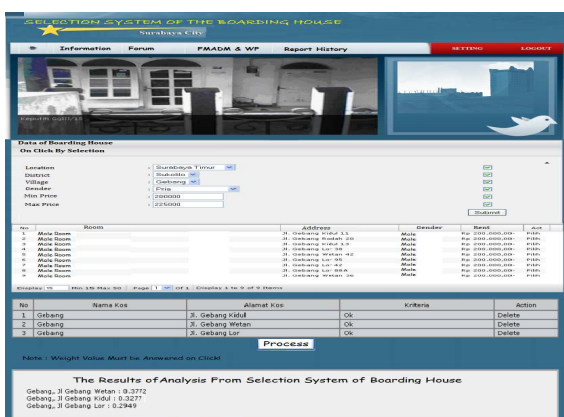 SELECTION SYSTEM OF THE BOARDING HOUSE
Surabaya City
Information Forum FMADM & WP Report History SETTING LOGOUT
Data of Boarding House
On Click By Selection
Location : Surabaya Timur
District : Sukolilo
Village : Gebang
Gender : Pria
Min Price : 200000
Max Price : 225000
Submit
No Room Address Gender Rent Act
1 Male Room Jl. Gebang Kidul 11 Male Rp 200.000,00- Pilih
2 Male Room Jl. Gebang Kidul 20 Male Rp 200.000,00- Pilih
3 Male Room Jl. Gebang Kidul 13 Male Rp 200.000,00- Pilih
4 Male Room Jl. Gebang Lor 38 Male Rp 200.000,00- Pilih
5 Male Room Jl. Gebang Wetan 42 Male Rp 200.000,00- Pilih
6 Male Room Jl. Gebang Lor 95 Male Rp 200.000,00- Pilih
7 Male Room Jl. Gebang Lor 42 Male Rp 200.000,00- Pilih
8 Male Room Jl. Gebang Lor 88A Male Rp 200.000,00- Pilih
9 Male Room Jl. Gebang Wetan 36 Male Rp 200.000,00- Pilih
Display 15 Min 15 Max 50 Page 1 Of 1 Display 1 to 9 of 9 Items
No Nama Kos Alamat Kos Kriteria Action
1 Gebang Jl. Gebang Kidul Ok Delete
2 Gebang Jl. Gebang Wetan Ok Delete
3 Gebang Jl. Gebang Lor Ok Delete
Process
Note : Weight Value Must be Answered on Click!
The Results of Analysis From Selection System of Boarding House
Gebang, Jl Gebang Wetan : 0.3772
Gebang, Jl Gebang Kidul : 0.3277
Gebang, Jl Gebang Lor : 0.2949